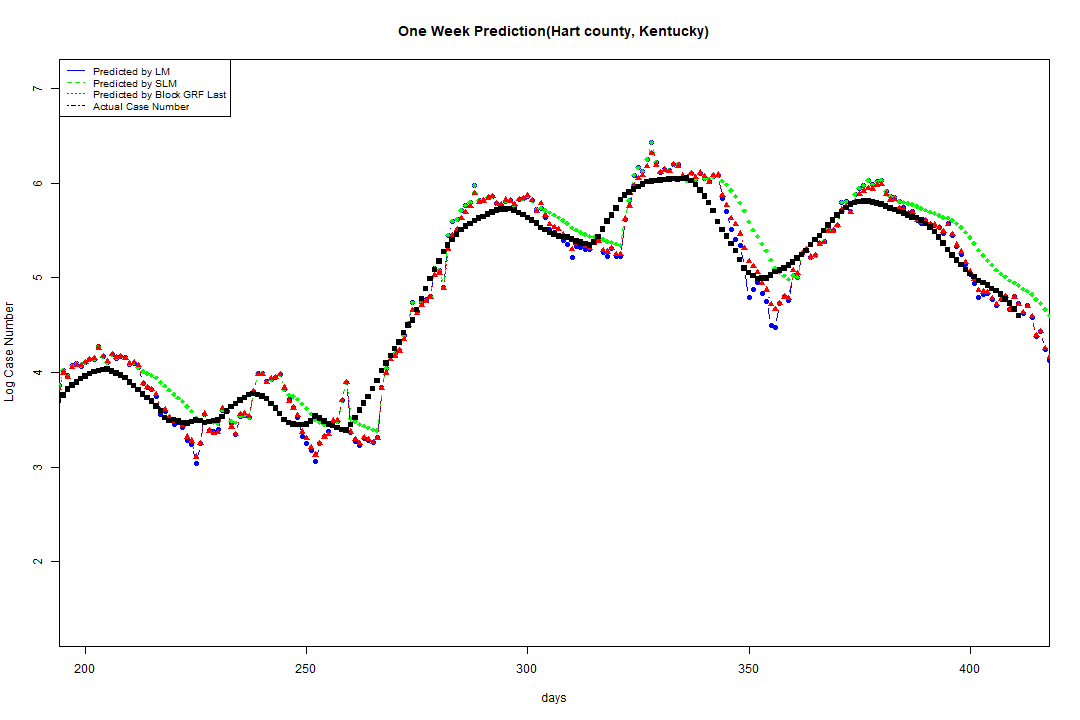 One Week Prediction(Hart county, Kentucky)
Predicted by LM
Predicted by SLM
Predicted by Block GRF Last
Actual Case Number
7
6
5
4
3
2
Log Case Number
200 250 300 350 400
days